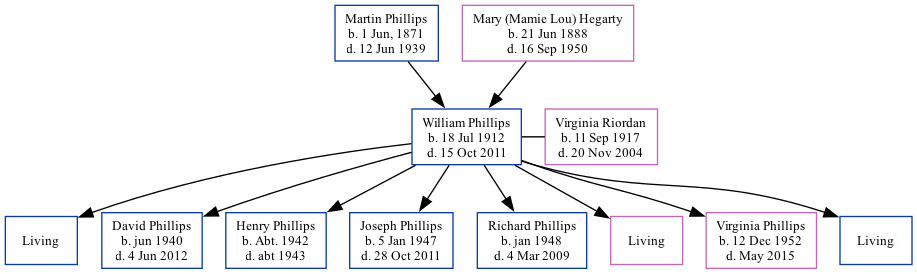 Martin Phillips
b. 1 Jun, 1871
d. 12 Jun 1939
Mary (Mamie Lou) Hegarty
b. 21 Jun 1888
d. 16 Sep 1950
William Phillips
b. 18 Jul 1912
d. 15 Oct 2011
Virginia Riordan
b. 11 Sep 1917
d. 20 Nov 2004
Living
David Phillips
b. jun 1940
d. 4 Jun 2012
Henry Phillips
b. Abt. 1942
d. abt 1943
Joseph Phillips
b. 5 Jan 1947
d. 28 Oct 2011
Richard Phillips
b. jan 1948
d. 4 Mar 2009
Living
Virginia Phillips
b. 12 Dec 1952
d. May 2015
Living